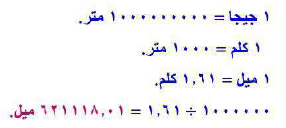 ١ جيجا = ١٠٠٠٠٠٠٠٠٠ متر.
١ كلم = ١٠٠٠ متر.
١ ميل = ١,٦١ كلم.
١٠٠٠٠٠٠ ÷ ١,٦١ = ٦٢١١١٨,٠١ ميل.